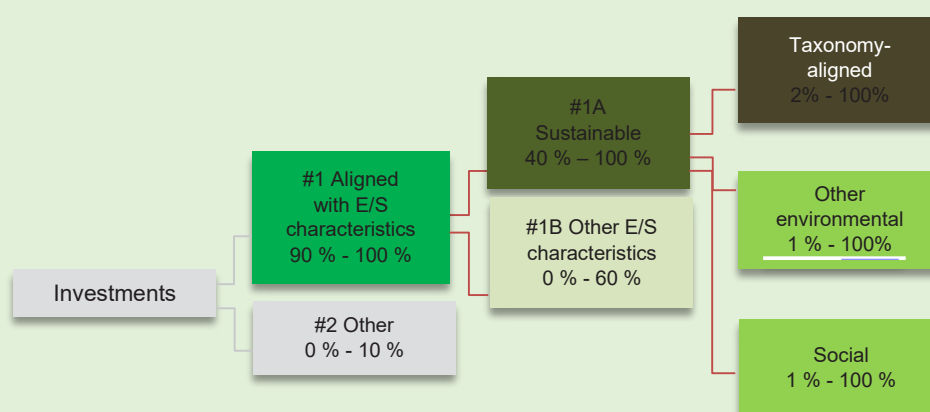 Investments
#1 Aligned
with E/S
characteristics
90 % - 100 %
#2 Other
0 % - 10 %
#1A
Sustainable
40 % – 100 %
#1B Other E/S
characteristics
0 % - 60 %
Taxonomy-
aligned
2% - 100%
Other
environmental
1 % - 100%
Social
1 % - 100 %